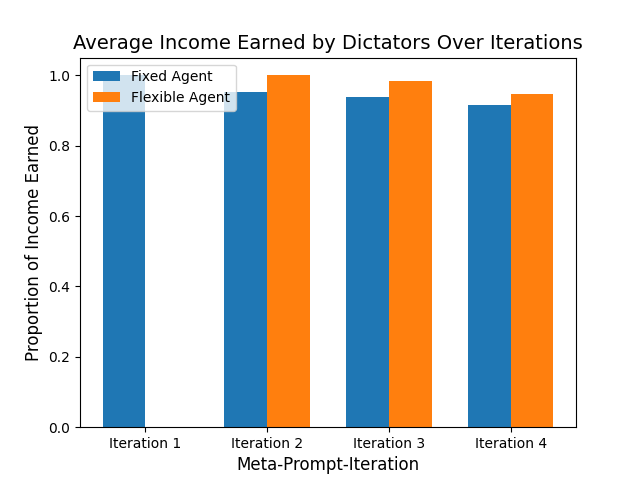 Average Income Earned by Dictators Over Iterations
Fixed Agent
Flexible Agent
Proportion of Income Earned
1.0
0.8
0.6
0.4
0.2
0.0
Iteration 1 Iteration 2 Iteration 3 Iteration 4
Meta-Prompt-Iteration